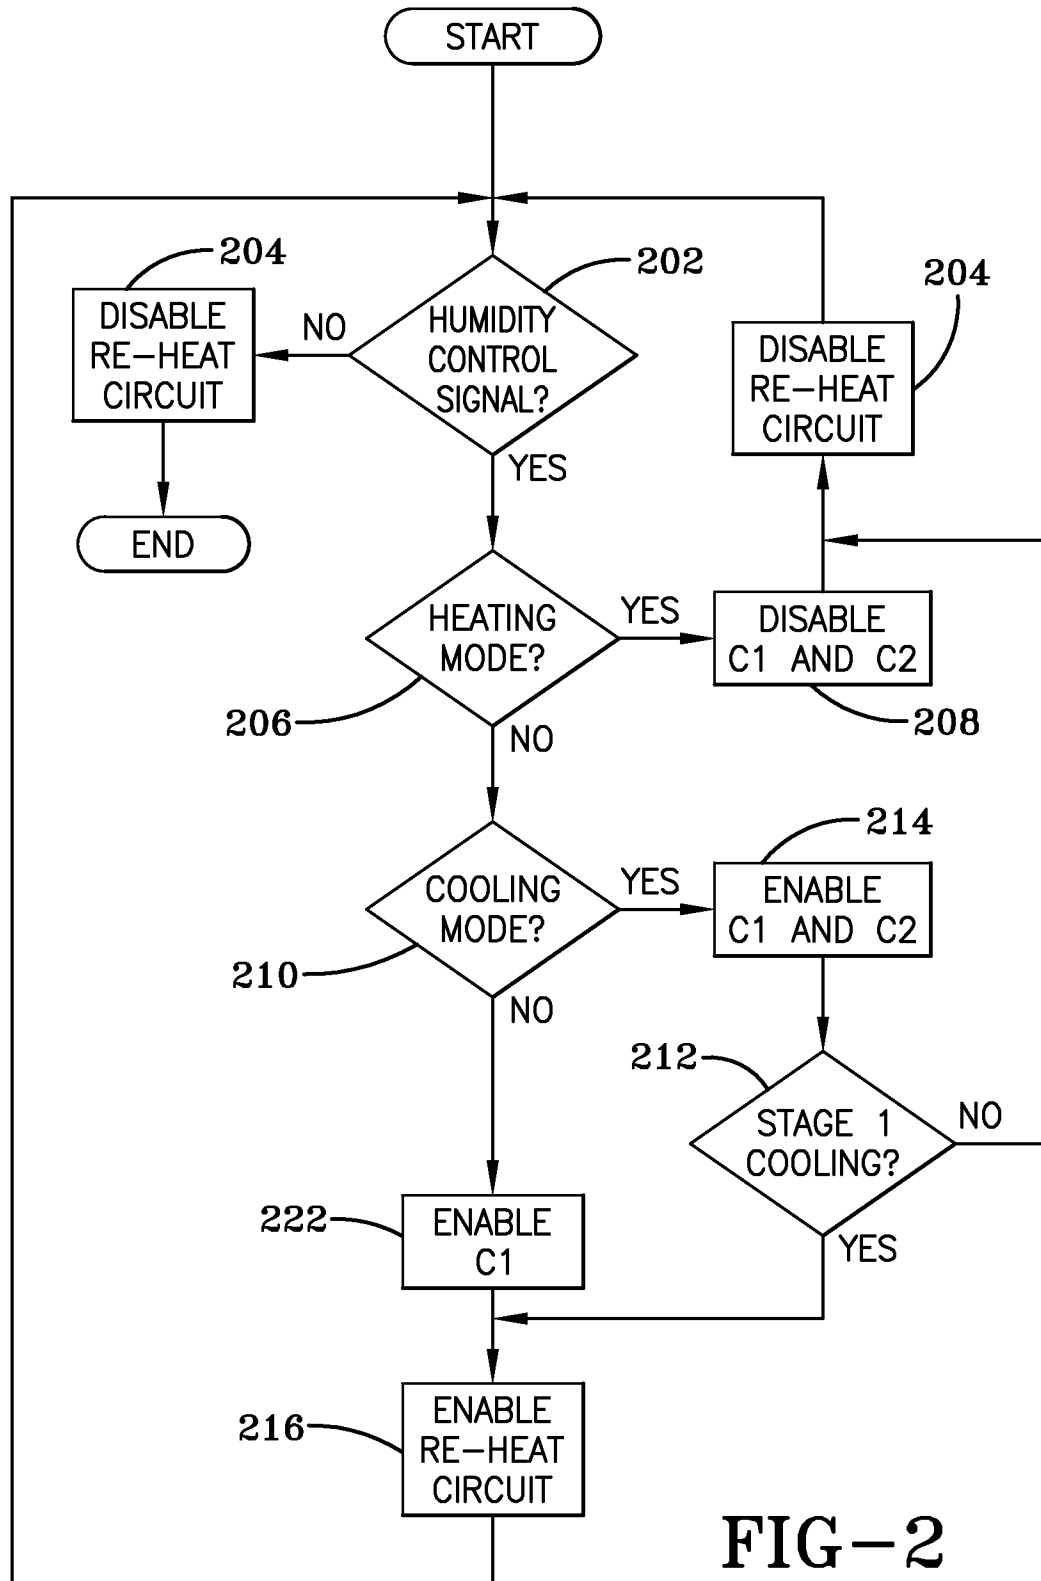 START
204
202
204
DISABLE
RE-HEAT
CIRCUIT
NO
HUMIDITY
CONTROL
SIGNAL?
DISABLE
RE-HEAT
CIRCUIT
YES
END
HEATING
MODE?
YES
DISABLE
C1 AND C2
206
208
NO
214
COOLING
MODE?
YES
ENABLE
C1 AND C2
210
NO
212
STAGE 1
COOLING?
NO
222
ENABLE
C1
YES
216
ENABLE
RE-HEAT
CIRCUIT
FIG-2